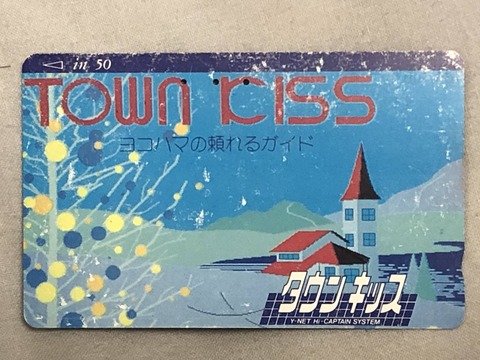 ◁ in 50
TOWN KISS
ヨコハマの頼れるガイド
タウンキッス
Y-NET Hi-CAPTAIN SYSTEM